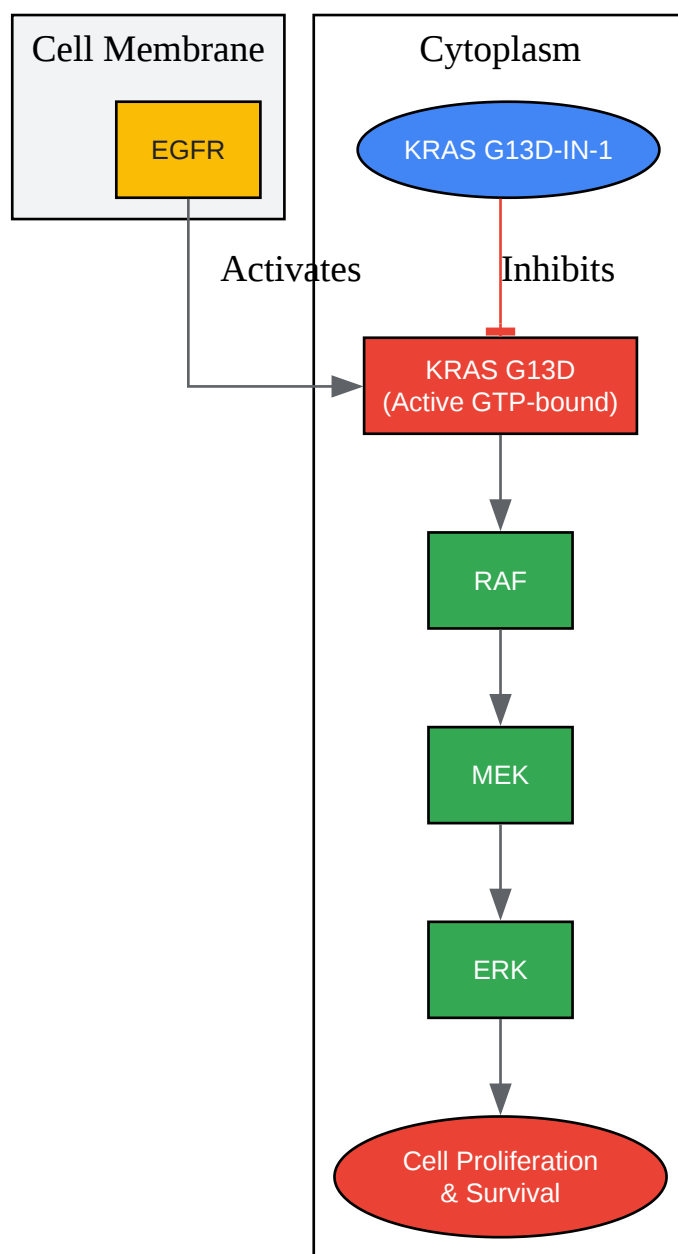 Cell Membrane
Cytoplasm
EGFR
KRAS G13D-IN-1
Activates
Inhibits
KRAS G13D
(Active GTP-bound)
RAF
MEK
ERK
Cell Proliferation
& Survival